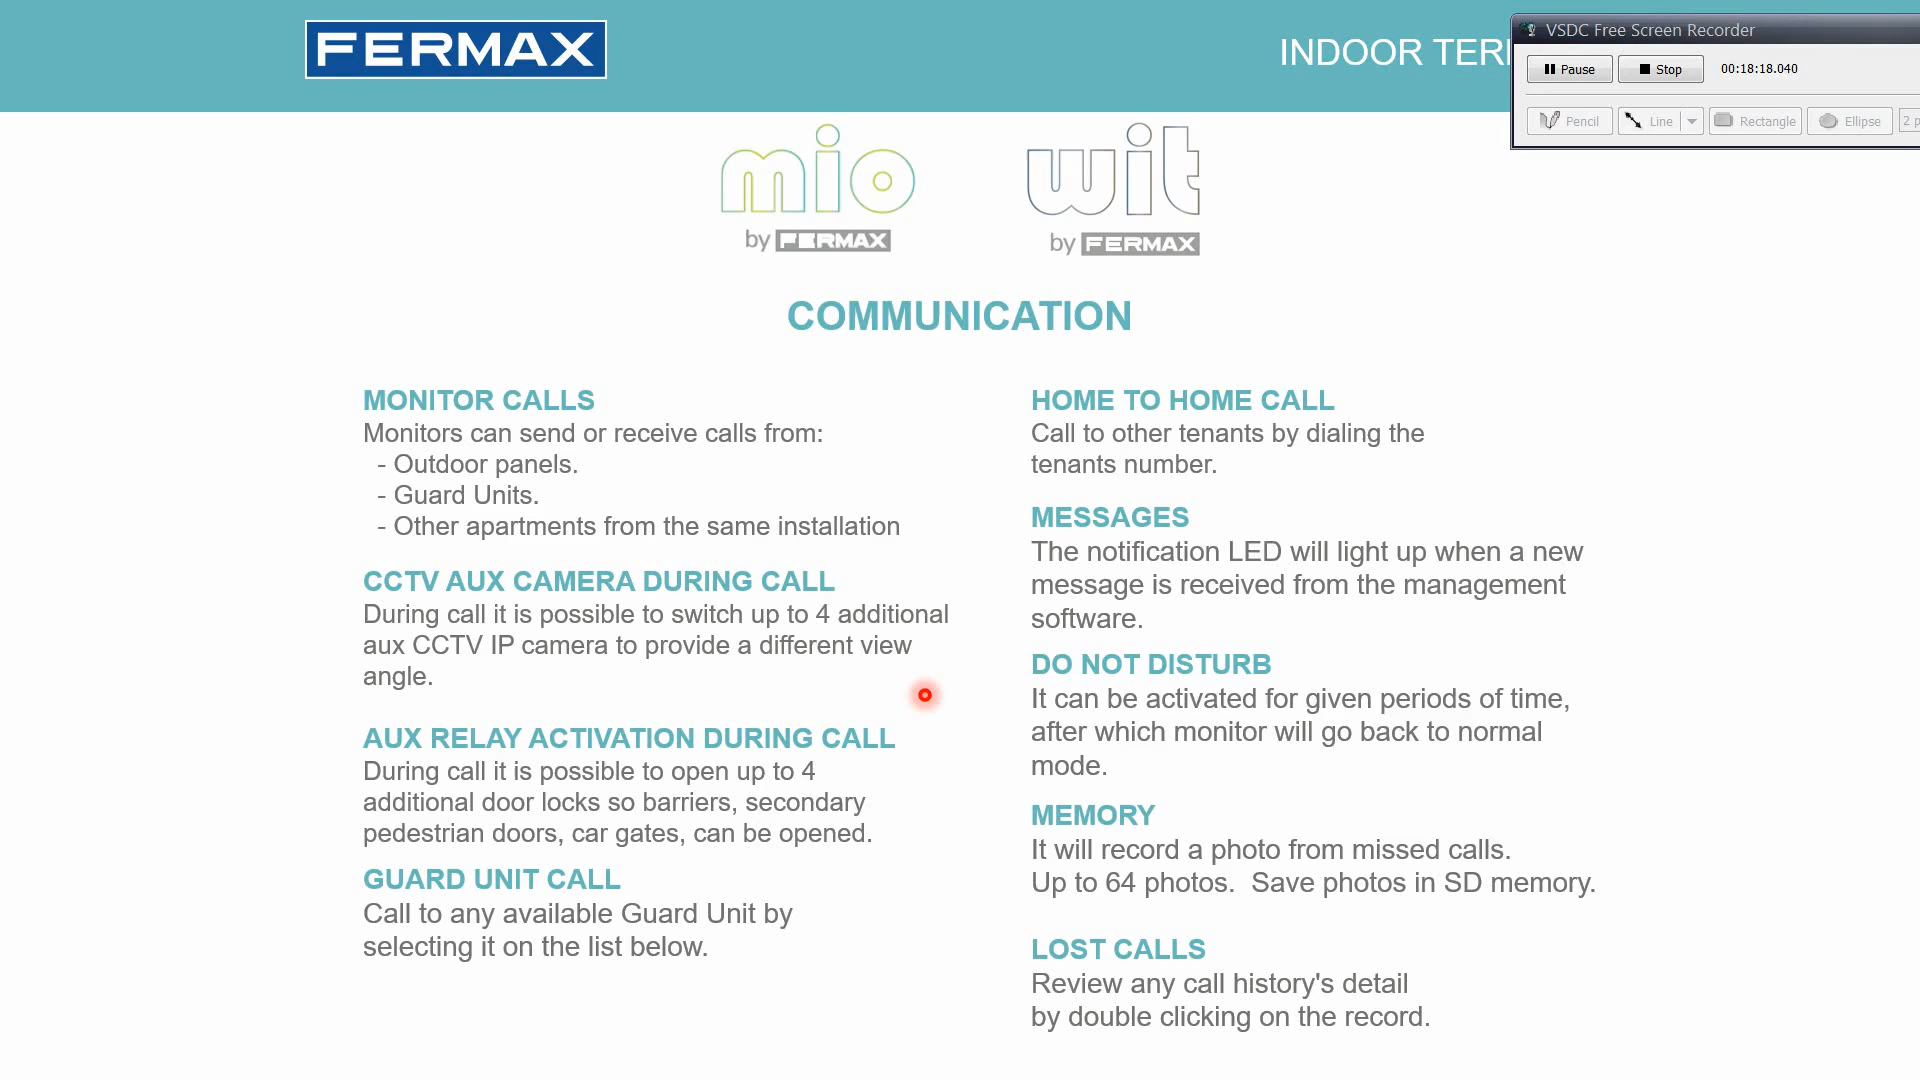 FERMAX
INDOOR TER
VSDC Free Screen Recorder
Pause
Stop
00:18:18.040
Pencil
Line
Rectangle
Ellipse
2 p
mio
by FERMAX
wit
by FERMAX
COMMUNICATION
MONITOR CALLS
Monitors can send or receive calls from:
- Outdoor panels.
- Guard Units.
- Other apartments from the same installation
CCTV AUX CAMERA DURING CALL
During call it is possible to switch up to 4 additional
aux CCTV IP camera to provide a different view
angle.
AUX RELAY ACTIVATION DURING CALL
During call it is possible to open up to 4
additional door locks so barriers, secondary
pedestrian doors, car gates, can be opened.
GUARD UNIT CALL
Call to any available Guard Unit by
selecting it on the list below.
HOME TO HOME CALL
Call to other tenants by dialing the
tenants number.
MESSAGES
The notification LED will light up when a new
message is received from the management
software.
DO NOT DISTURB
It can be activated for given periods of time,
after which monitor will go back to normal
mode.
MEMORY
It will record a photo from missed calls.
Up to 64 photos.  Save photos in SD memory.
LOST CALLS
Review any call history's detail
by double clicking on the record.